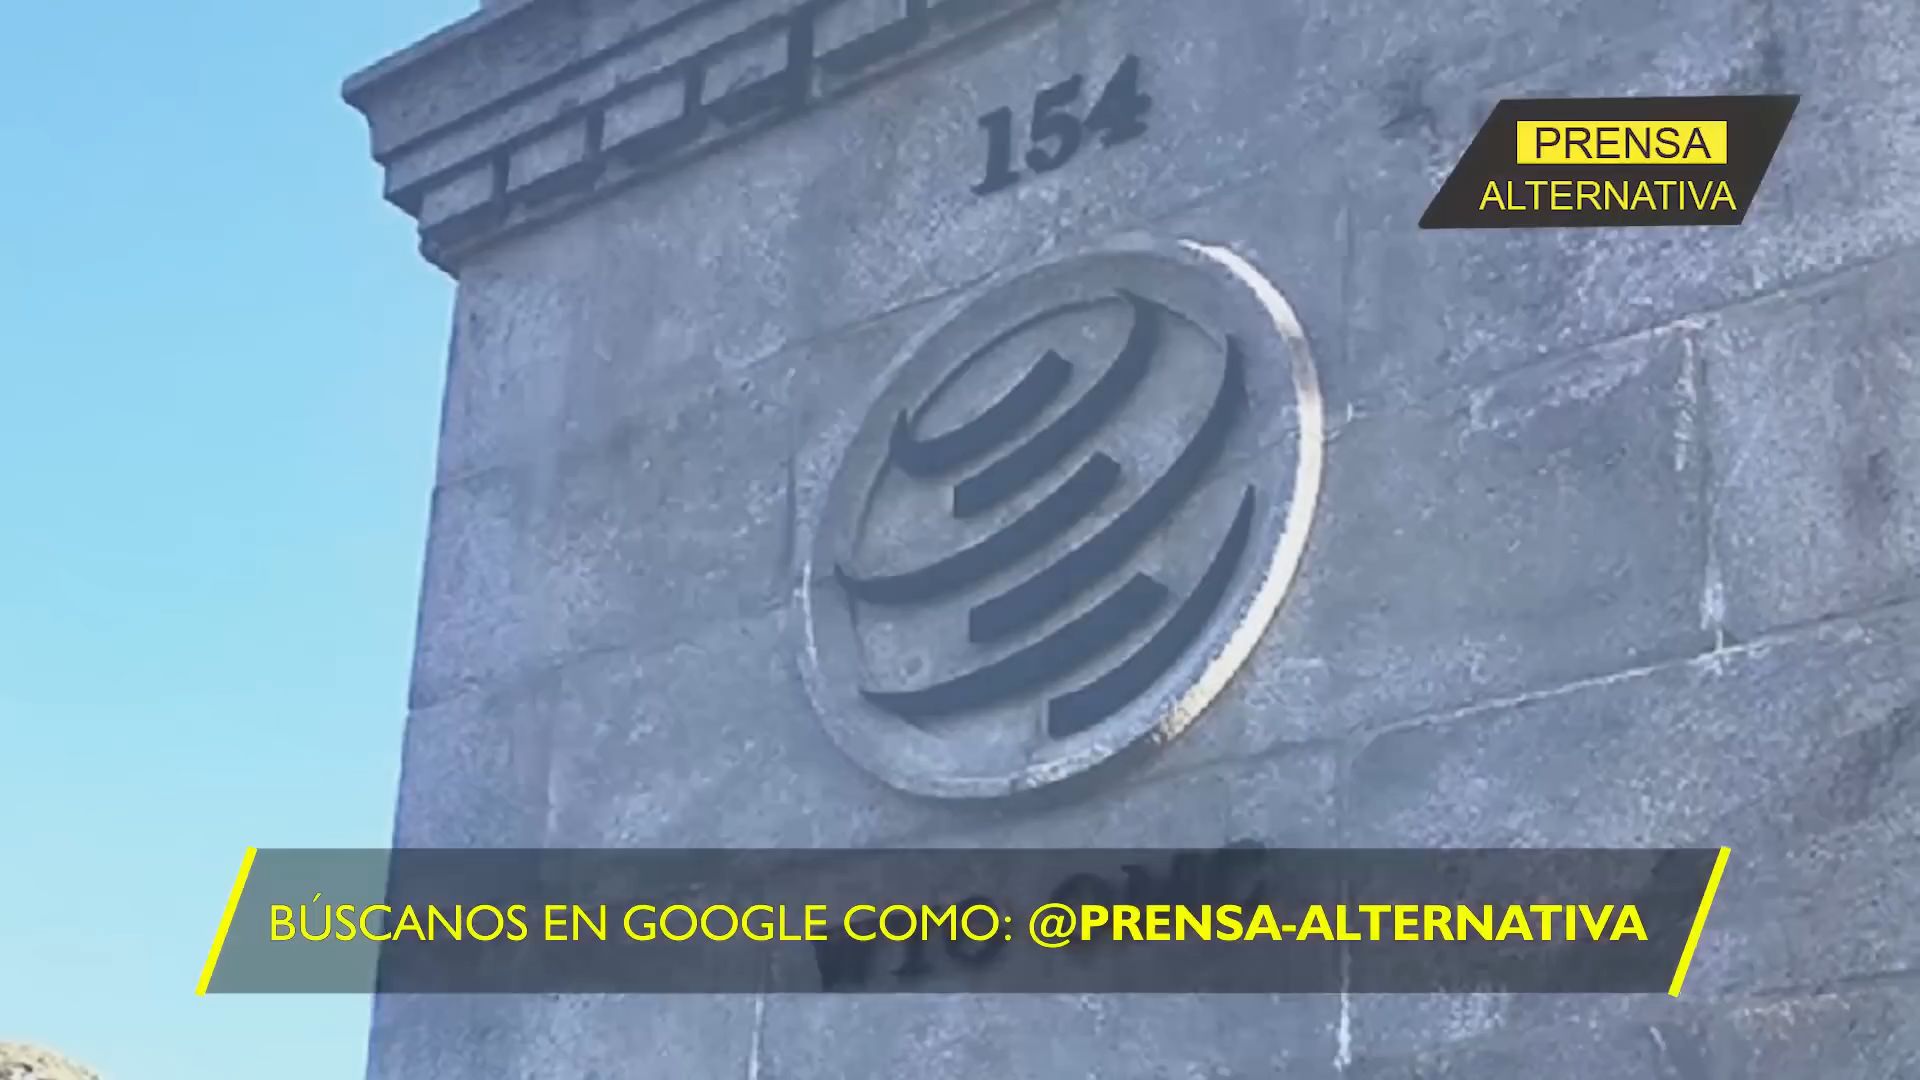 154
PRENSA
ALTERNATIVA
BÚSCANOS EN GOOGLE COMO: @PRENSA-ALTERNATIVA